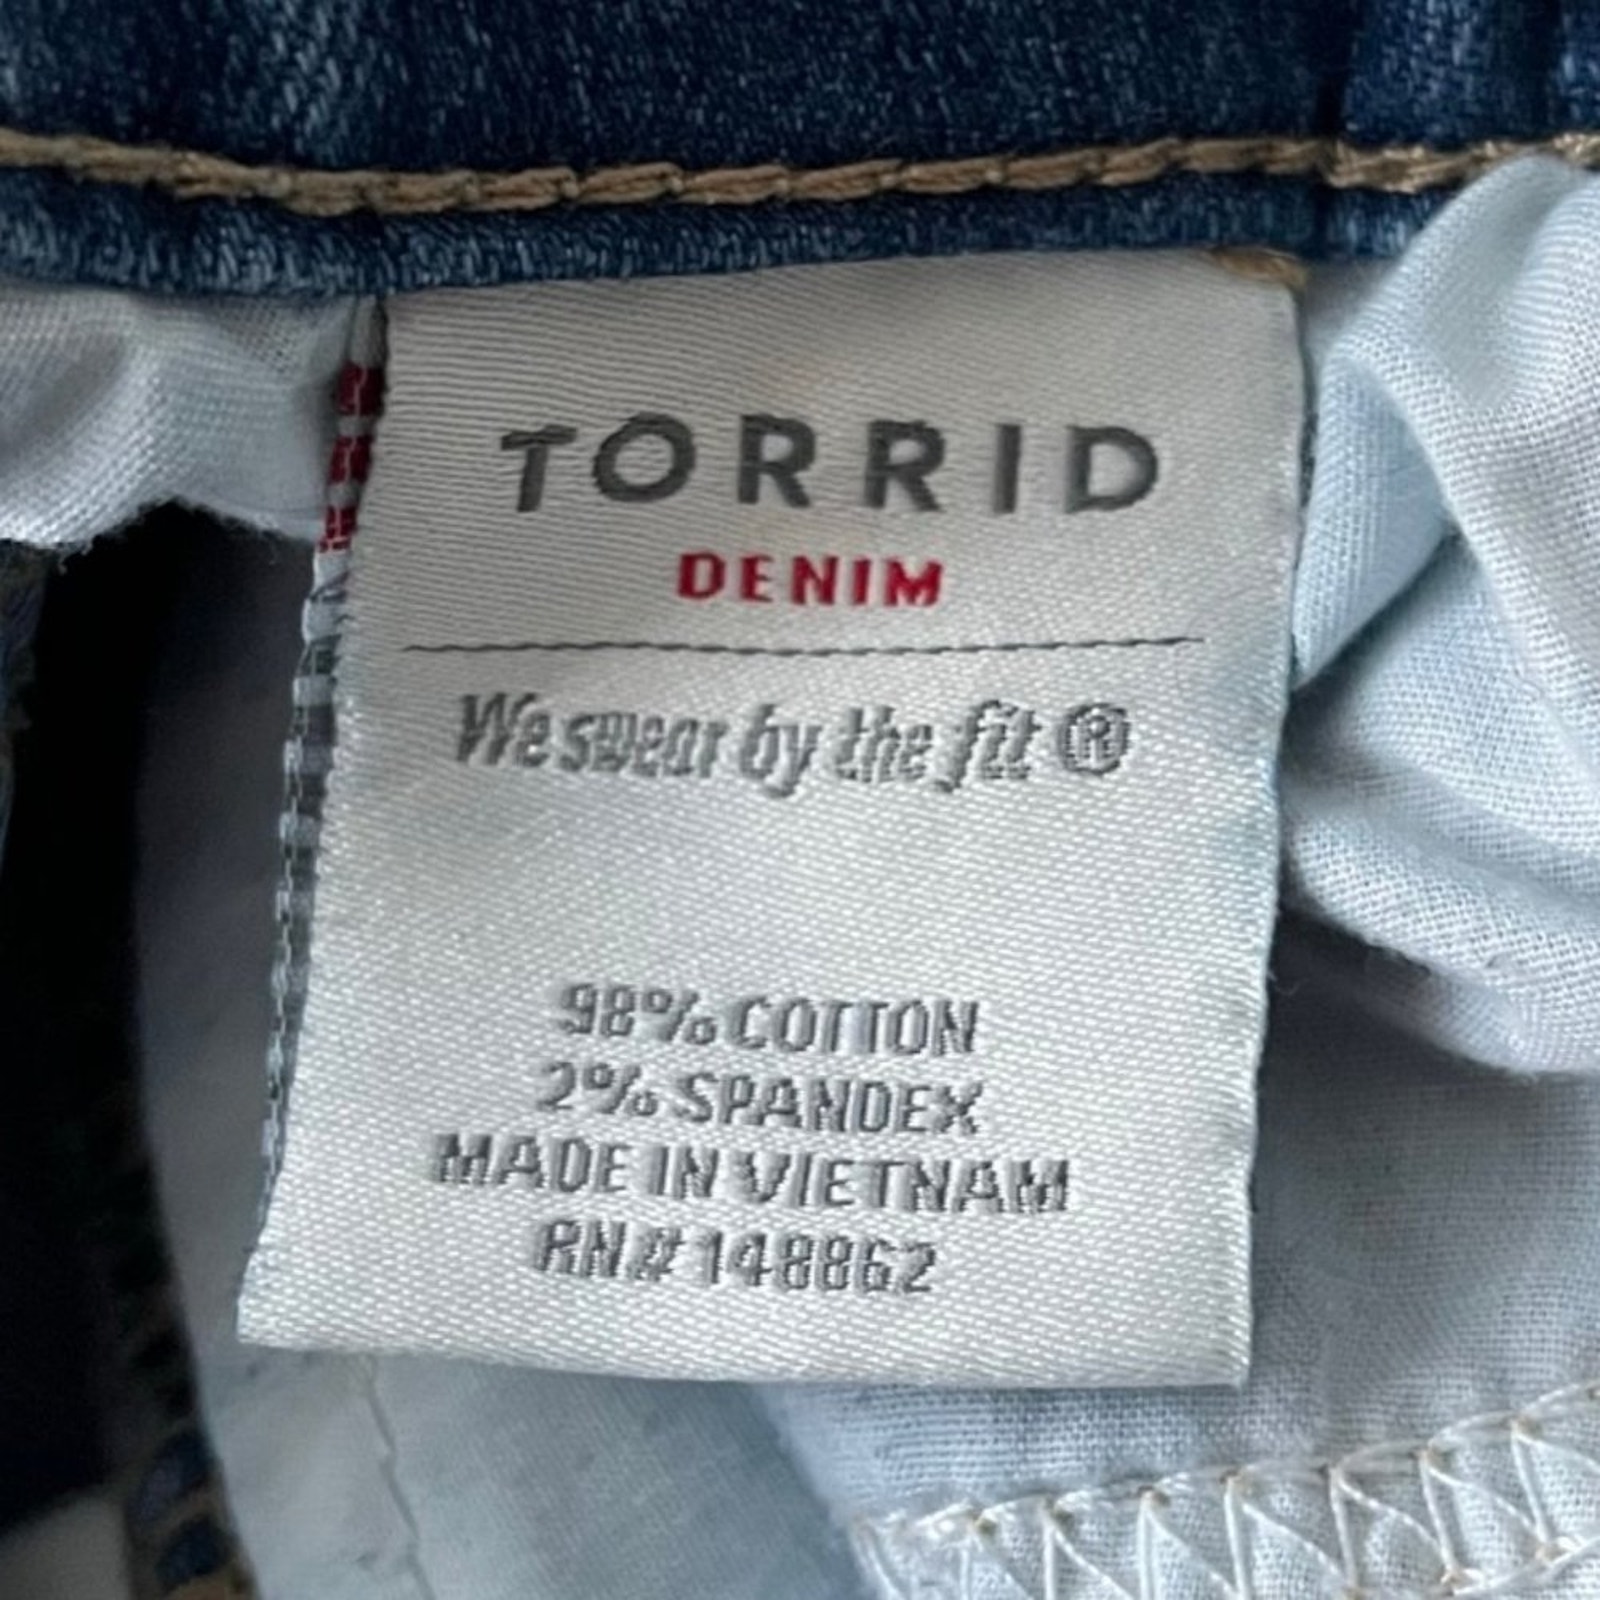 TORRID
DENIM
We swear by the fit ®
98% COTTON
2% SPANDEX
MADE IN VIETNAM
RN# 148862